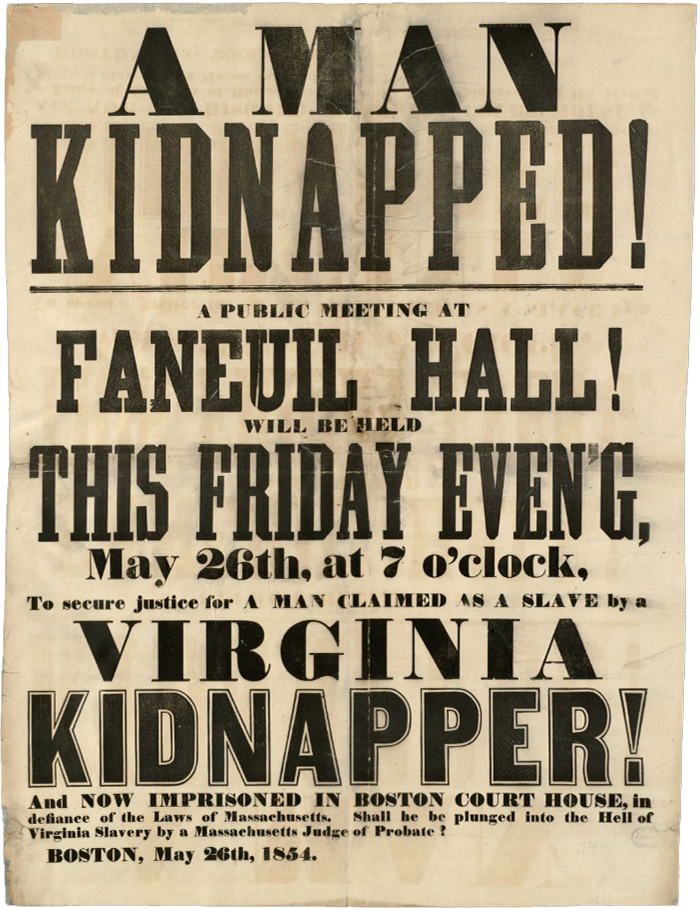 A MAN
KIDNAPPED!
A PUBLIC MEETING AT
FANEUIL HALL!
WILL BE HELD
THIS FRIDAY EVEN'G,
May 26th, at 7 o'clock,
To secure justice for A MAN CLAIMED AS A SLAVE by a
VIRGINIA
KIDNAPPER!
And NOW IMPRISONED IN BOSTON COURT HOUSE, in
defiance of the Laws of Massachusetts. Shall he be plunged into the Hell of
Virginia Slavery by a Massachusetts Judge of Probate?
BOSTON, May 26th, 1854.